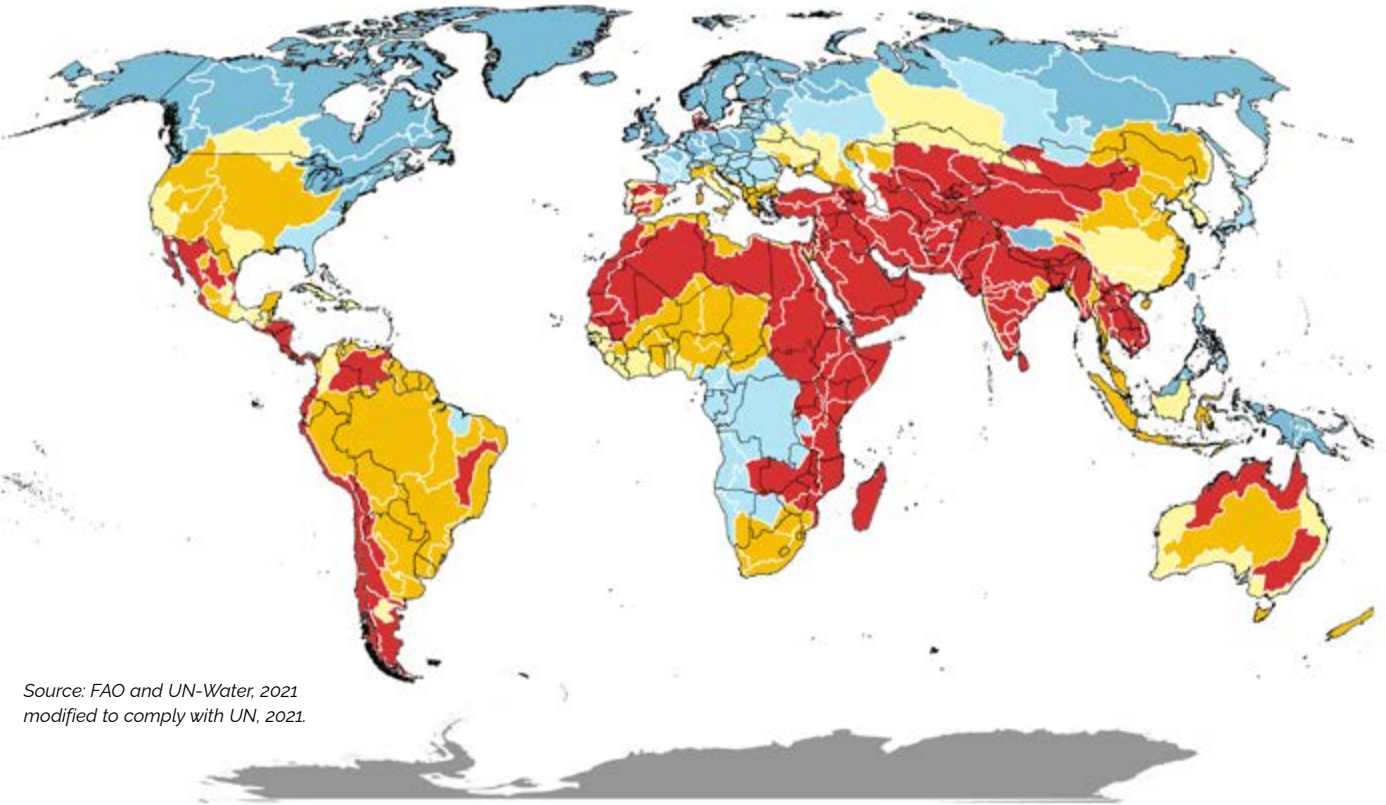 Source: FAO and UN-Water, 2021
modified to comply with UN, 2021.